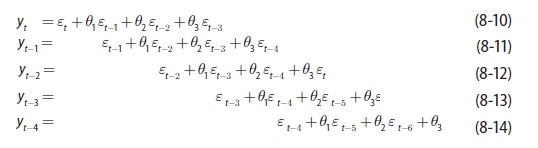 y_t = ε_t + θ_1 ε_{t–1} + θ_2 ε_{t–2} + θ_3 ε_{t–3} (8-10)
y_{t–1} = ε_{t–1} + θ_1 ε_{t–2} + θ_2 ε_{t–3} + θ_3 ε_{t–4} (8-11)
y_{t–2} = ε_{t–2} + θ_1 ε_{t–3} + θ_2 ε_{t–4} + θ_3 ε_t (8-12)
y_{t–3} = ε_{t–3} + θ_1 ε_{t–4} + θ_2 ε_{t–5} + θ_3 ε (8-13)
y_{t–4} = ε_{t–4} + θ_1 ε_{t–5} + θ_2 ε_{t–6} + θ_3 (8-14)